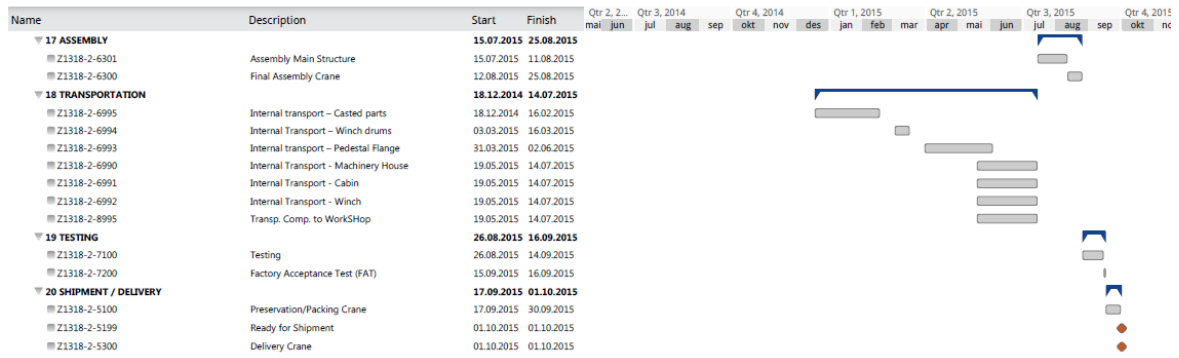 Name Description Start Finish Qtr 2, 2... Qtr 3, 2014 Qtr 1, 2015 Qtr 2, 2015 Qtr 3, 2015 Qtr 4, 2015
mai jun jul aug sep okt nov des jan feb mar apr mai jun jul aug sep okt no
17 ASSEMBLY 15.07.2015 25.08.2015
Z1318-2-6301 Assembly Main Structure 15.07.2015 11.08.2015
Z1318-2-6300 Final Assembly Crane 12.08.2015 25.08.2015
18 TRANSPORTATION 18.12.2014 14.07.2015
Z1318-2-6995 Internal transport – Casted parts 18.12.2014 16.02.2015
Z1318-2-6994 Internal Transport – Winch drums 03.03.2015 16.03.2015
Z1318-2-6993 Internal transport – Pedestal Flange 31.03.2015 02.06.2015
Z1318-2-6990 Internal Transport - Machinery House 19.05.2015 14.07.2015
Z1318-2-6991 Internal Transport - Cabin 19.05.2015 14.07.2015
Z1318-2-6992 Internal Transport - Winch 19.05.2015 14.07.2015
Z1318-2-8995 Transp. Comp. to WorkSHop 19.05.2015 14.07.2015
19 TESTING 26.08.2015 16.09.2015
Z1318-2-7100 Testing 26.08.2015 14.09.2015
Z1318-2-7200 Factory Acceptance Test (FAT) 15.09.2015 16.09.2015
20 SHIPMENT / DELIVERY 17.09.2015 01.10.2015
Z1318-2-5100 Preservation/Packing Crane 17.09.2015 30.09.2015
Z1318-2-5199 Ready for Shipment 01.10.2015 01.10.2015
Z1318-2-5300 Delivery Crane 01.10.2015 01.10.2015